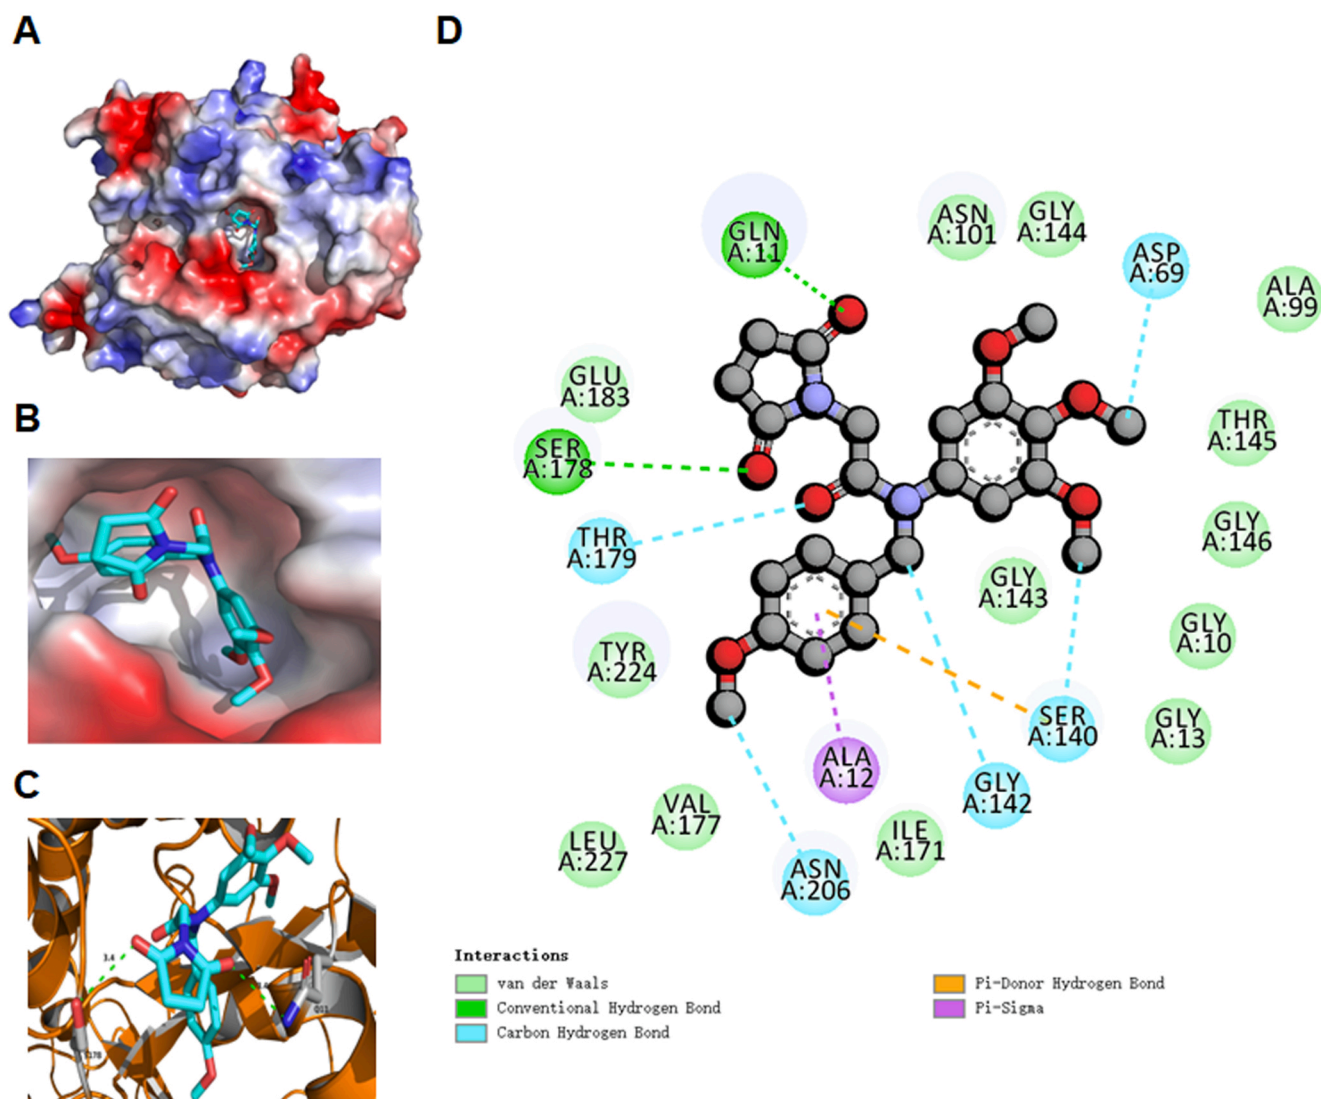 A
D
B
C
GLN
A:11
ASN
A:101
GLY
A:144
ASP
A:69
ALA
A:99
GLU
A:183
SER
A:178
THR
A:145
THR
A:179
GLY
A:146
GLY
A:143
TYR
A:224
GLY
A:10
SER
A:140
GLY
A:13
ALA
A:12
GLY
A:142
VAL
A:177
ILE
A:171
LEU
A:227
ASN
A:206
3.4
Interactions
van der Waals
Conventional Hydrogen Bond
Carbon Hydrogen Bond
Pi-Donor Hydrogen Bond
Pi-Sigma